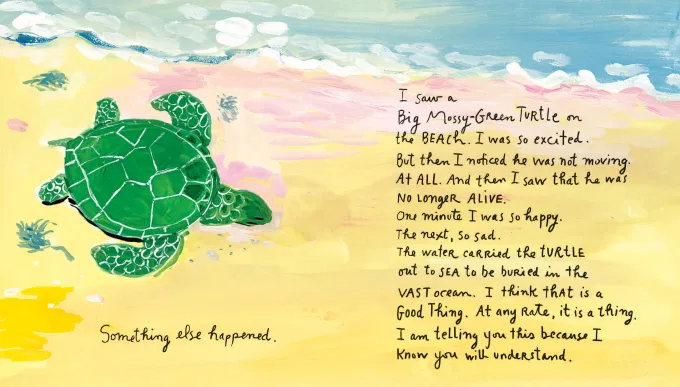 Something else happened.
I saw a
Big Mossy-Green TURTLE on
the BEACH. I was so excited.
But then I noticed he was not moving.
AT ALL. And then I saw that he was
NO LONGER ALIVE.
One minute I was so happy.
The next, so sad.
The water carried the TURTLE
out to SEA to be buried in the
VAST ocean. I think that is a
Good Thing. At any Rate, it is a thing.
I am telling you this because I
know you will understand.